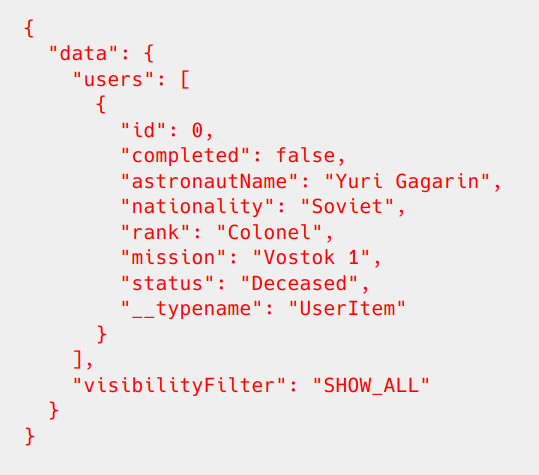 {
  "data": {
    "users": [
      {
        "id": 0,
        "completed": false,
        "astronautName": "Yuri Gagarin",
        "nationality": "Soviet",
        "rank": "Colonel",
        "mission": "Vostok 1",
        "status": "Deceased",
        "__typename": "UserItem"
      }
    ],
    "visibilityFilter": "SHOW_ALL"
  }
}